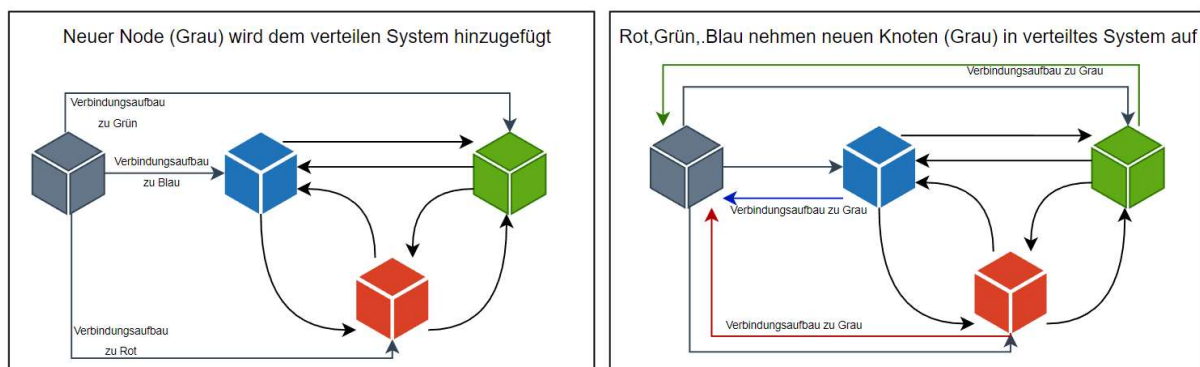 Neuer Node (Grau) wird dem verteilen System hinzugefügt
Verbindungsaufbau
zu Grün
Verbindungsaufbau
zu Blau
Verbindungsaufbau
zu Rot
Rot,Grün,.Blau nehmen neuen Knoten (Grau) in verteiltes System auf
Verbindungsaufbau zu Grau
Verbindungsaufbau zu Grau
Verbindungsaufbau zu Grau